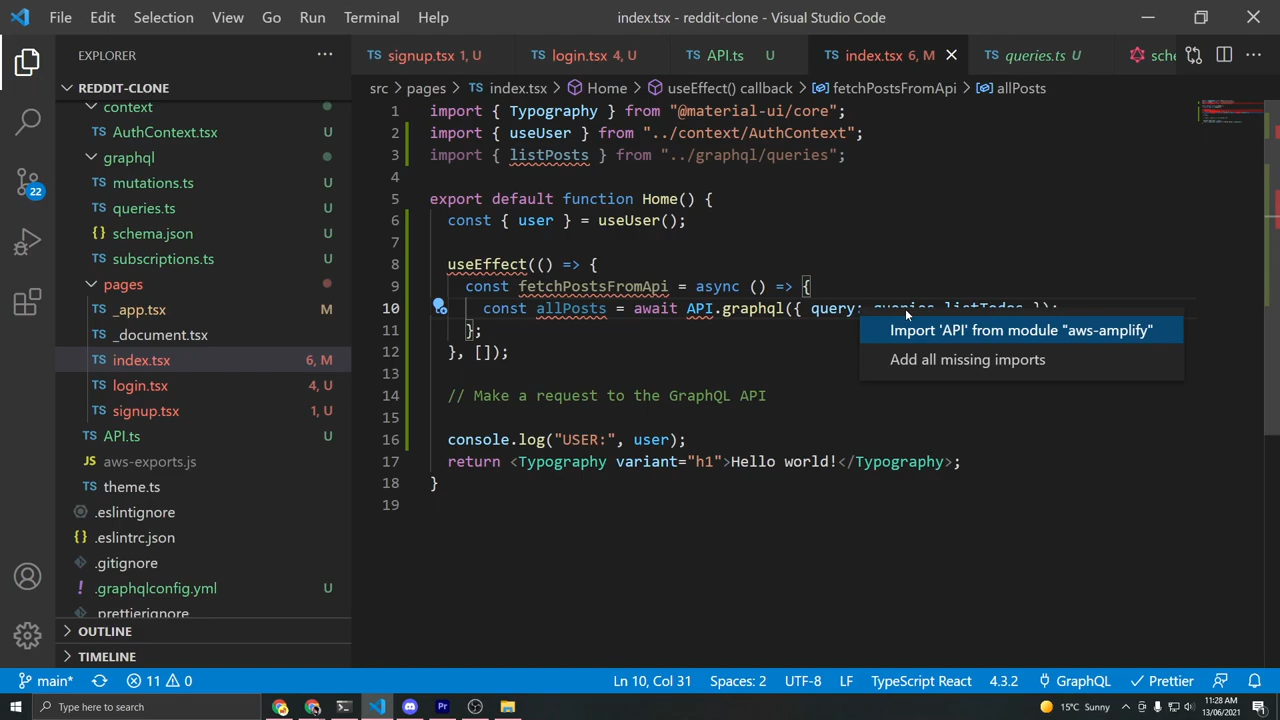 File Edit Selection View Go Run Terminal Help index.tsx - reddit-clone - Visual Studio Code
EXPLORER
signup.tsx 1, U
login.tsx 4, U
API.ts U
index.tsx 6, M
queries.ts U
sche
REDDIT-CLONE
context
AuthContext.tsx U
graphql
mutations.ts U
queries.ts U
schema.json U
subscriptions.ts U
pages
_app.tsx M
_document.tsx
index.tsx 6, M
login.tsx 4, U
signup.tsx 1, U
API.ts U
aws-exports.js
theme.ts
.eslintignore
.eslintrc.json
.gitignore
.graphqlconfig.yml U
.prettierignore
OUTLINE
TIMELINE
22
src > pages > index.tsx > Home > useEffect() callback > fetchPostsFromApi > allPosts
1 import { Typography } from "@material-ui/core";
2 import { useUser } from "../context/AuthContext";
3 import { listPosts } from "../graphql/queries";
4
5 export default function Home() {
6 const { user } = useUser();
7
8 useEffect(() => {
9 const fetchPostsFromApi = async () => {
10 const allPosts = await API.graphql({ query: queries.listTodos });
11 };
12 }, []);
13
14 // Make a request to the GraphQL API
15
16 console.log("USER:", user);
17 return <Typography variant="h1">Hello world!</Typography>;
18 }
19
Import 'API' from module "aws-amplify"
Add all missing imports
main* 11 0 Ln 10, Col 31 Spaces: 2 UTF-8 LF TypeScript React 4.3.2 GraphQL Prettier
Type here to search
15°C Sunny
11:28 AM
13/06/2021